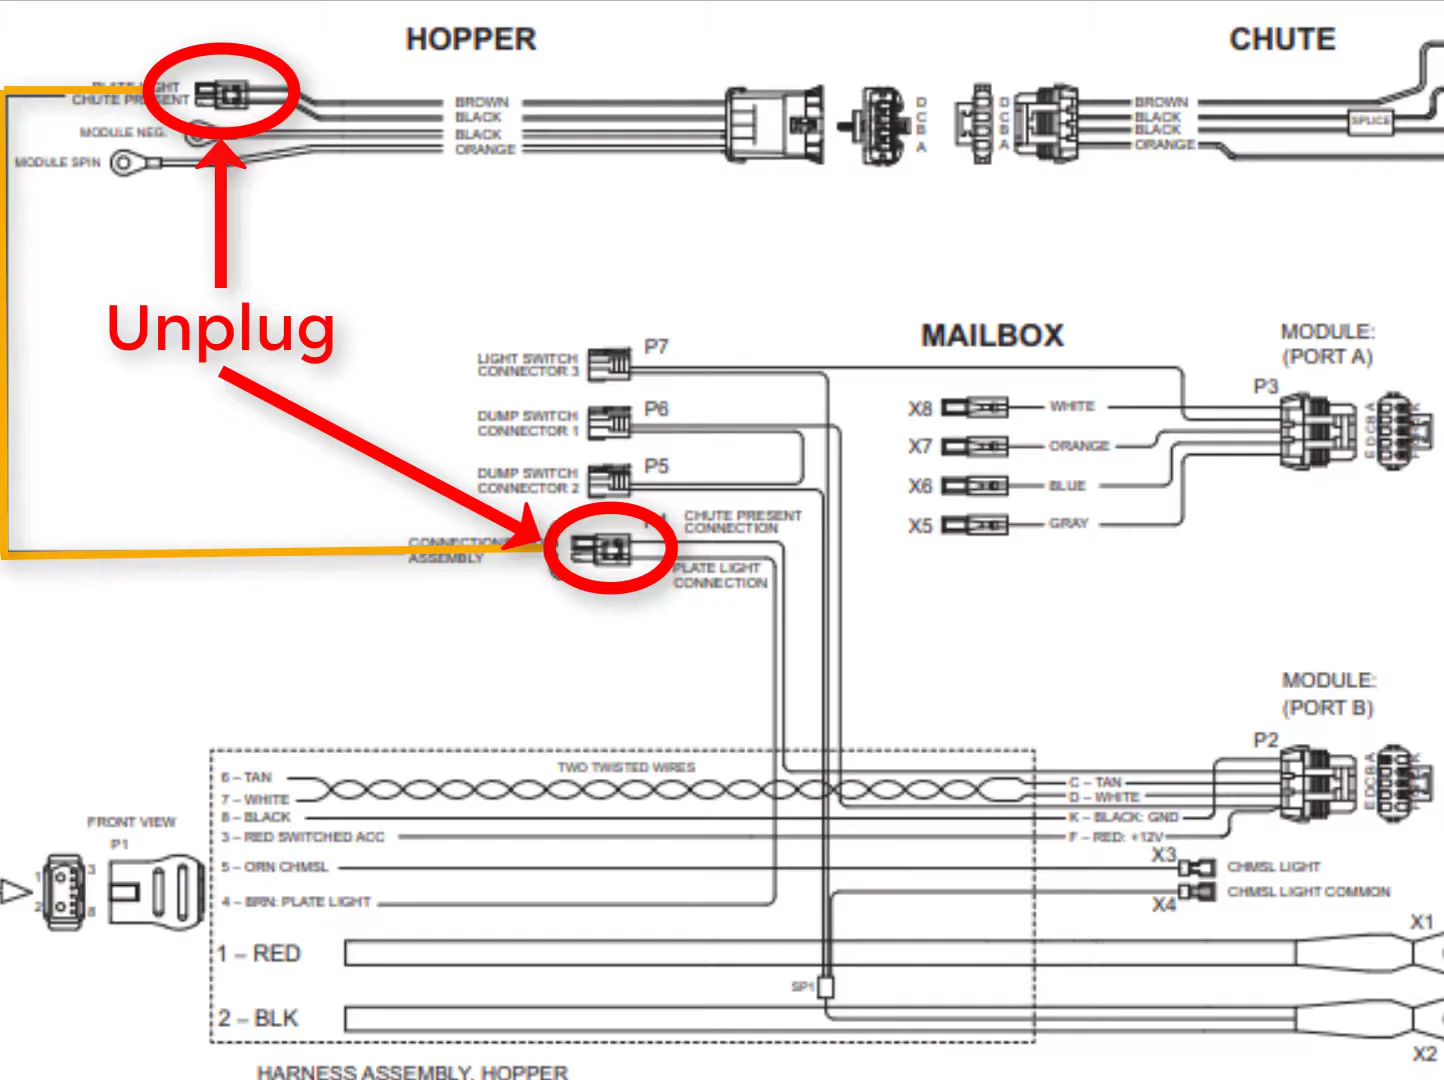 HOPPER
CHUTE
CHUTE PRESENT
MODULE NEG.
MODULE SPIN
BROWN
BLACK
BLACK
ORANGE
D
C
B
A
D
C
B
A
BROWN
BLACK
BLACK
ORANGE
SPLICE
Unplug
MAILBOX
MODULE:
(PORT A)
LIGHT SWITCH
CONNECTOR 3
P7
DUMP SWITCH
CONNECTOR 1
P6
DUMP SWITCH
CONNECTOR 2
P5
X8
WHITE
X7
ORANGE
X6
BLUE
X5
GRAY
P3
E D C B A
CHUTE PRESENT
CONNECTION
ASSEMBLY
PLATE LIGHT
CONNECTION
MODULE:
(PORT B)
P2
E D C B A
TWO TWISTED WIRES
6 – TAN
7 – WHITE
8 – BLACK
3 – RED SWITCHED ACC
5 – ORN CHMSL
4 – BRN: PLATE LIGHT
1 – RED
2 – BLK
C – TAN
D – WHITE
K – BLACK: GND
F – RED: +12V
X3
CHMSL LIGHT
X4
CHMSL LIGHT COMMON
X1
X2
SP1
FRONT VIEW
P1
1
2
3
8
HARNESS ASSEMBLY, HOPPER